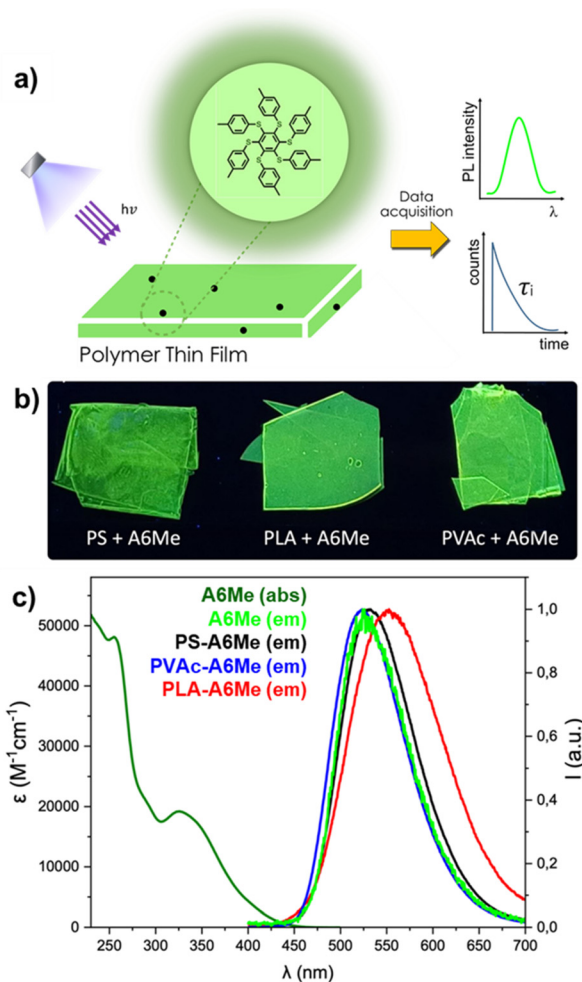 a)
S
S
S
S
S
S
hν
Data
acquisition
PL intensity
λ
counts
τi
time
Polymer Thin Film
b)
PS + A6Me
PLA + A6Me
PVAc + A6Me
c)
A6Me (abs)
A6Me (em)
PS-A6Me (em)
PVAc-A6Me (em)
PLA-A6Me (em)
ε (M⁻¹cm⁻¹)
50000
40000
30000
20000
10000
0
I (a.u.)
1,0
0,8
0,6
0,4
0,2
0,0
250 300 350 400 450 500 550 600 650 700
λ (nm)